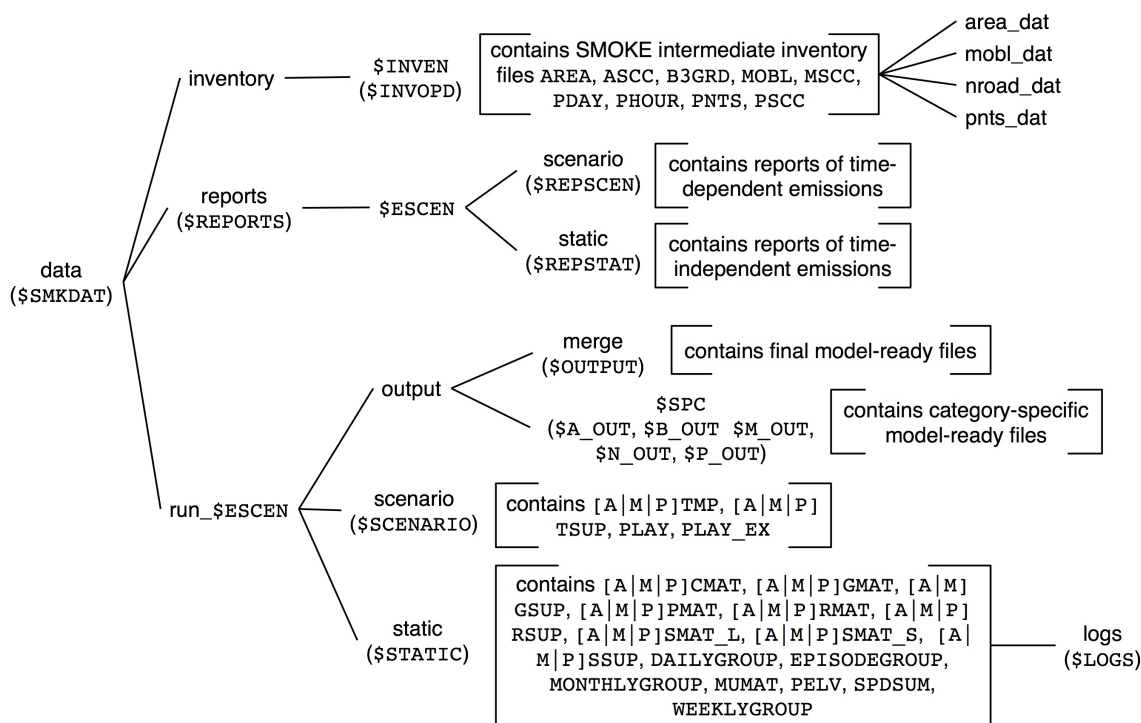 area_dat
mobl_dat
nroad_dat
pnts_dat
inventory
$INVEN
($INVOPD)
contains SMOKE intermediate inventory
files AREA, ASCC, B3GRD, MOBL, MSCC,
PDAY, PHOUR, PNTS, PSCC
reports
($REPORTS)
$ESCEN
scenario
($REPSCEN)
contains reports of time-
dependent emissions
static
($REPSTAT)
contains reports of time-
independent emissions
data
($SMKDAT)
merge
($OUTPUT)
contains final model-ready files
output
$SPC
($A_OUT, $B_OUT $M_OUT,
$N_OUT, $P_OUT)
contains category-specific
model-ready files
run_$ESCEN
scenario
($SCENARIO)
contains [A|M|P]TMP, [A|M|P]
TSUP, PLAY, PLAY_EX
static
($STATIC)
contains [A|M|P]CMAT, [A|M|P]GMAT, [A|M]
GSUP, [A|M|P]PMAT, [A|M|P]RMAT, [A|M|P]
RSUP, [A|M|P]SMAT_L, [A|M|P]SMAT_S, [A|
M|P]SSUP, DAILYGROUP, EPISODEGROUP,
MONTHLYGROUP, MUMAT, PELV, SPDSUM,
WEEKLYGROUP
logs
($LOGS)